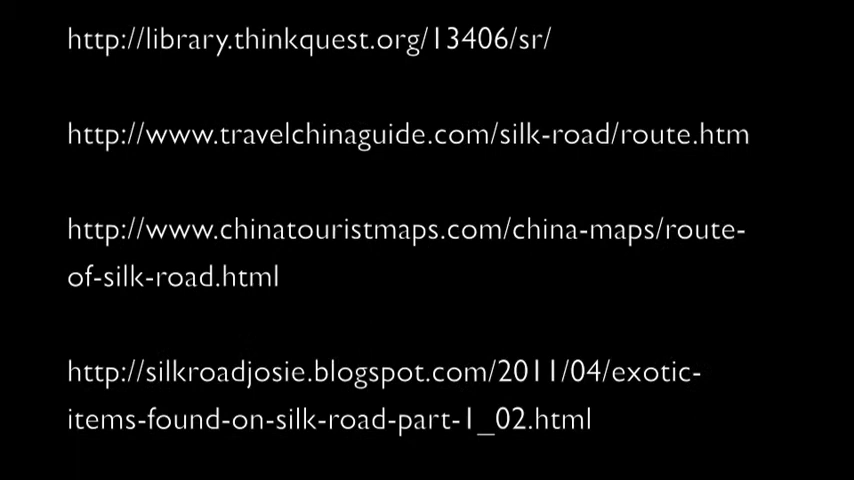 http://library.thinkquest.org/13406/sr/
http://www.travelchinaguide.com/silk-road/route.htm
http://www.chinatouristmaps.com/china-maps/route-
of-silk-road.html
http://silkroadjosie.blogspot.com/2011/04/exotic-
items-found-on-silk-road-part-1_02.html